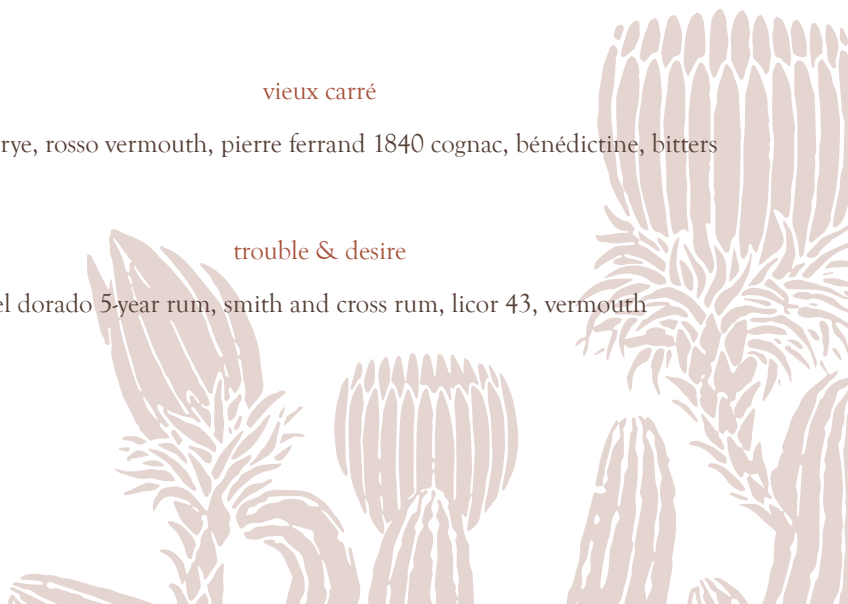 vieux carré
rye, rosso vermouth, pierre ferrand 1840 cognac, bénédictine, bitters
trouble & desire
el dorado 5-year rum, smith and cross rum, licor 43, vermouth